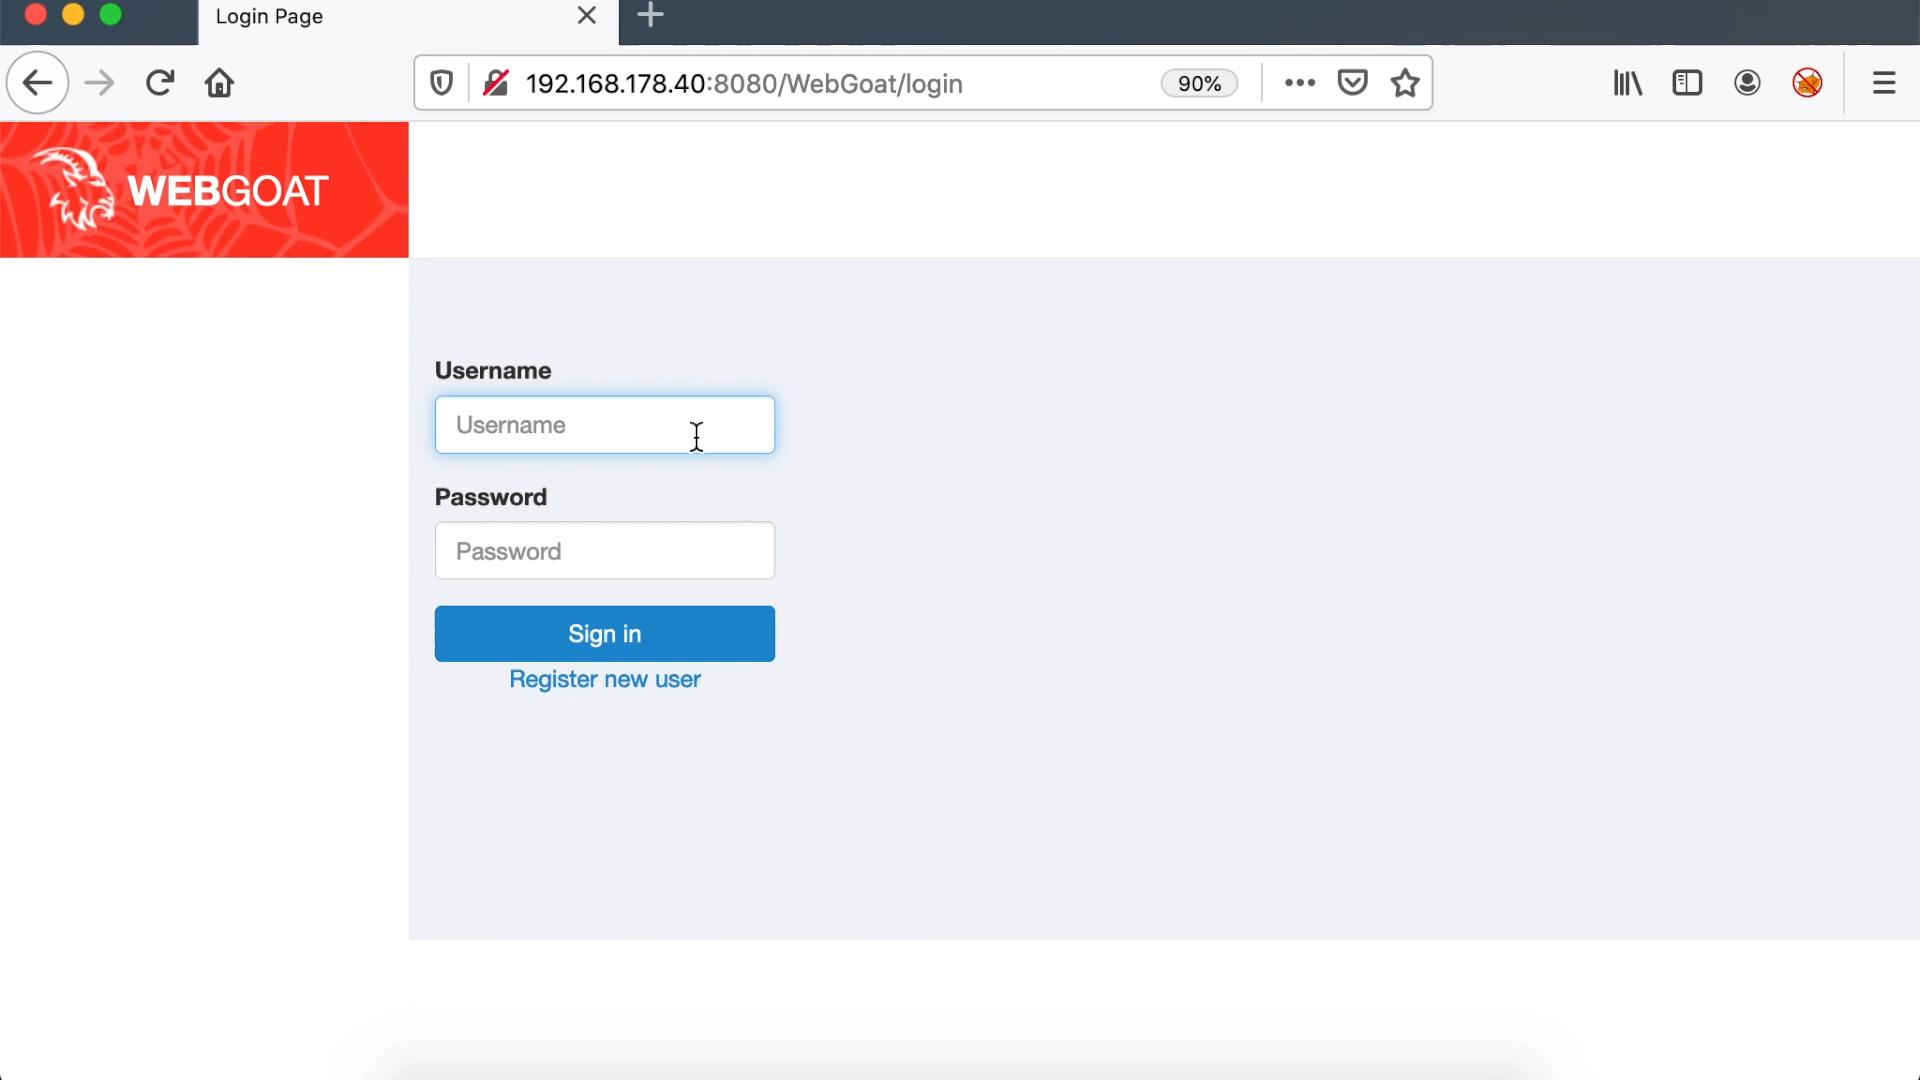 Login Page
192.168.178.40:8080/WebGoat/login
90%
WEBGOAT
Username
Username
Password
Password
Sign in
Register new user